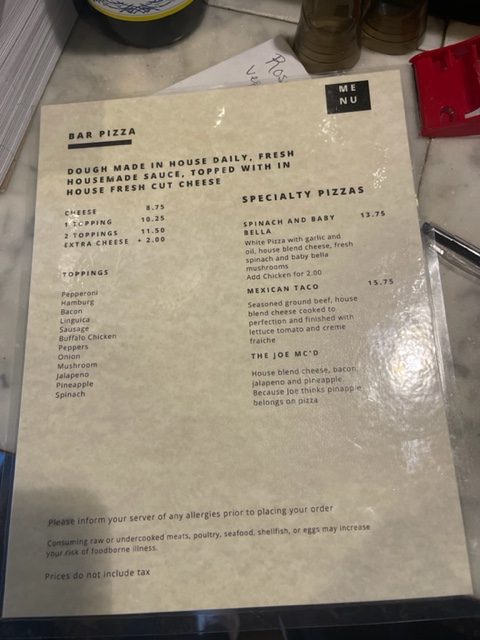 Ros
ve
ME
NU
BAR PIZZA
DOUGH MADE IN HOUSE DAILY, FRESH
HOUSEMADE SAUCE, TOPPED WITH IN
HOUSE FRESH CUT CHEESE
CHEESE 8.75
1 TOPPING 10.25
2 TOPPINGS 11.50
EXTRA CHEESE + 2.00
TOPPINGS
Pepperoni
Hamburg
Bacon
Linguica
Sausage
Buffalo Chicken
Peppers
Onion
Mushroom
Jalapeno
Pineapple
Spinach
SPECIALTY PIZZAS
SPINACH AND BABY 13.75
BELLA
White Pizza with garlic and
oil, house blend cheese, fresh
spinach and baby bella
mushrooms
Add Chicken for 2.00
MEXICAN TACO 15.75
Seasoned ground beef, house
blend cheese cooked to
perfection and finished with
lettuce tomato and creme
fraiche
THE JOE MC'D
House blend cheese, bacon,
jalapeno and pineapple.
Because Joe thinks pinapple
belongs on pizza
Please inform your server of any allergies prior to placing your order
Consuming raw or undercooked meats, poultry, seafood, shellfish, or eggs may increase
your risk of foodborne illness.
Prices do not include tax